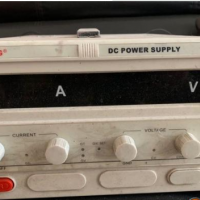 DC POWER SUPPLY
A V
CURRENT VOLTAGE